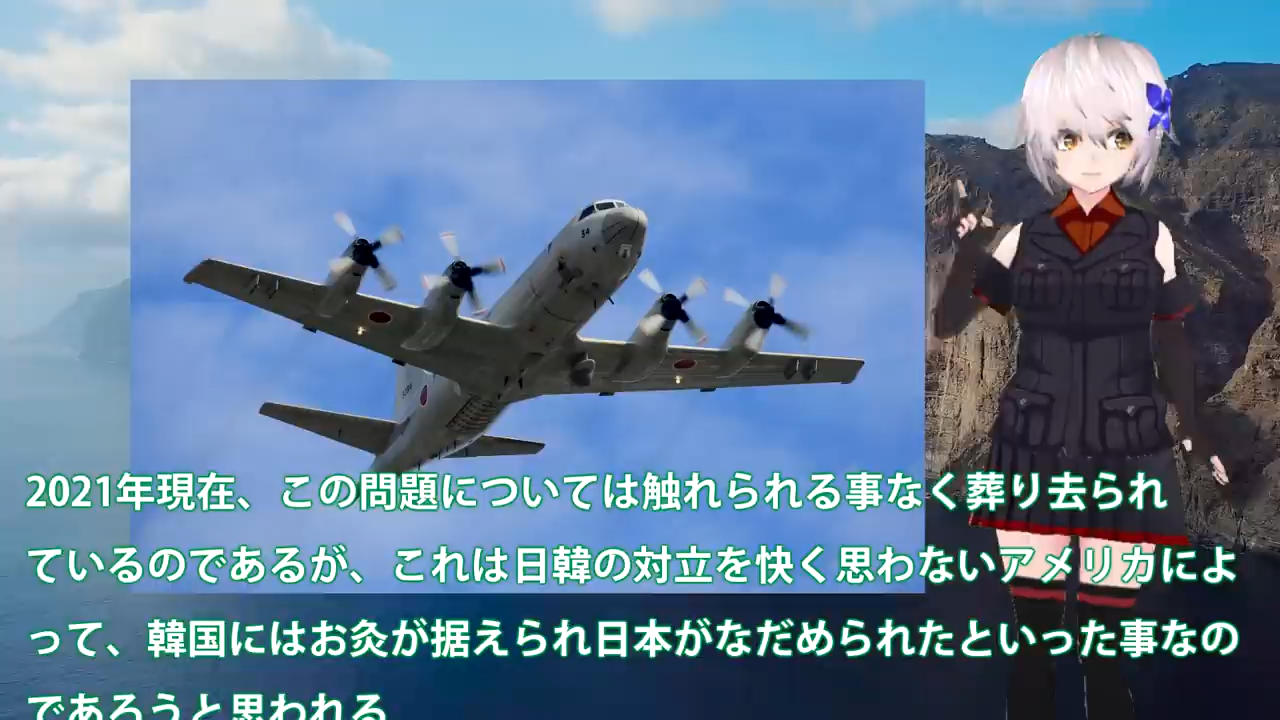 54
2021年現在、この問題については触れられる事なく葬り去られ
ているのであるが、これは日韓の対立を快く思わないアメリカによ
って、韓国にはお灸が据えられ日本がなだめられたといった事なの
であろうと思われる